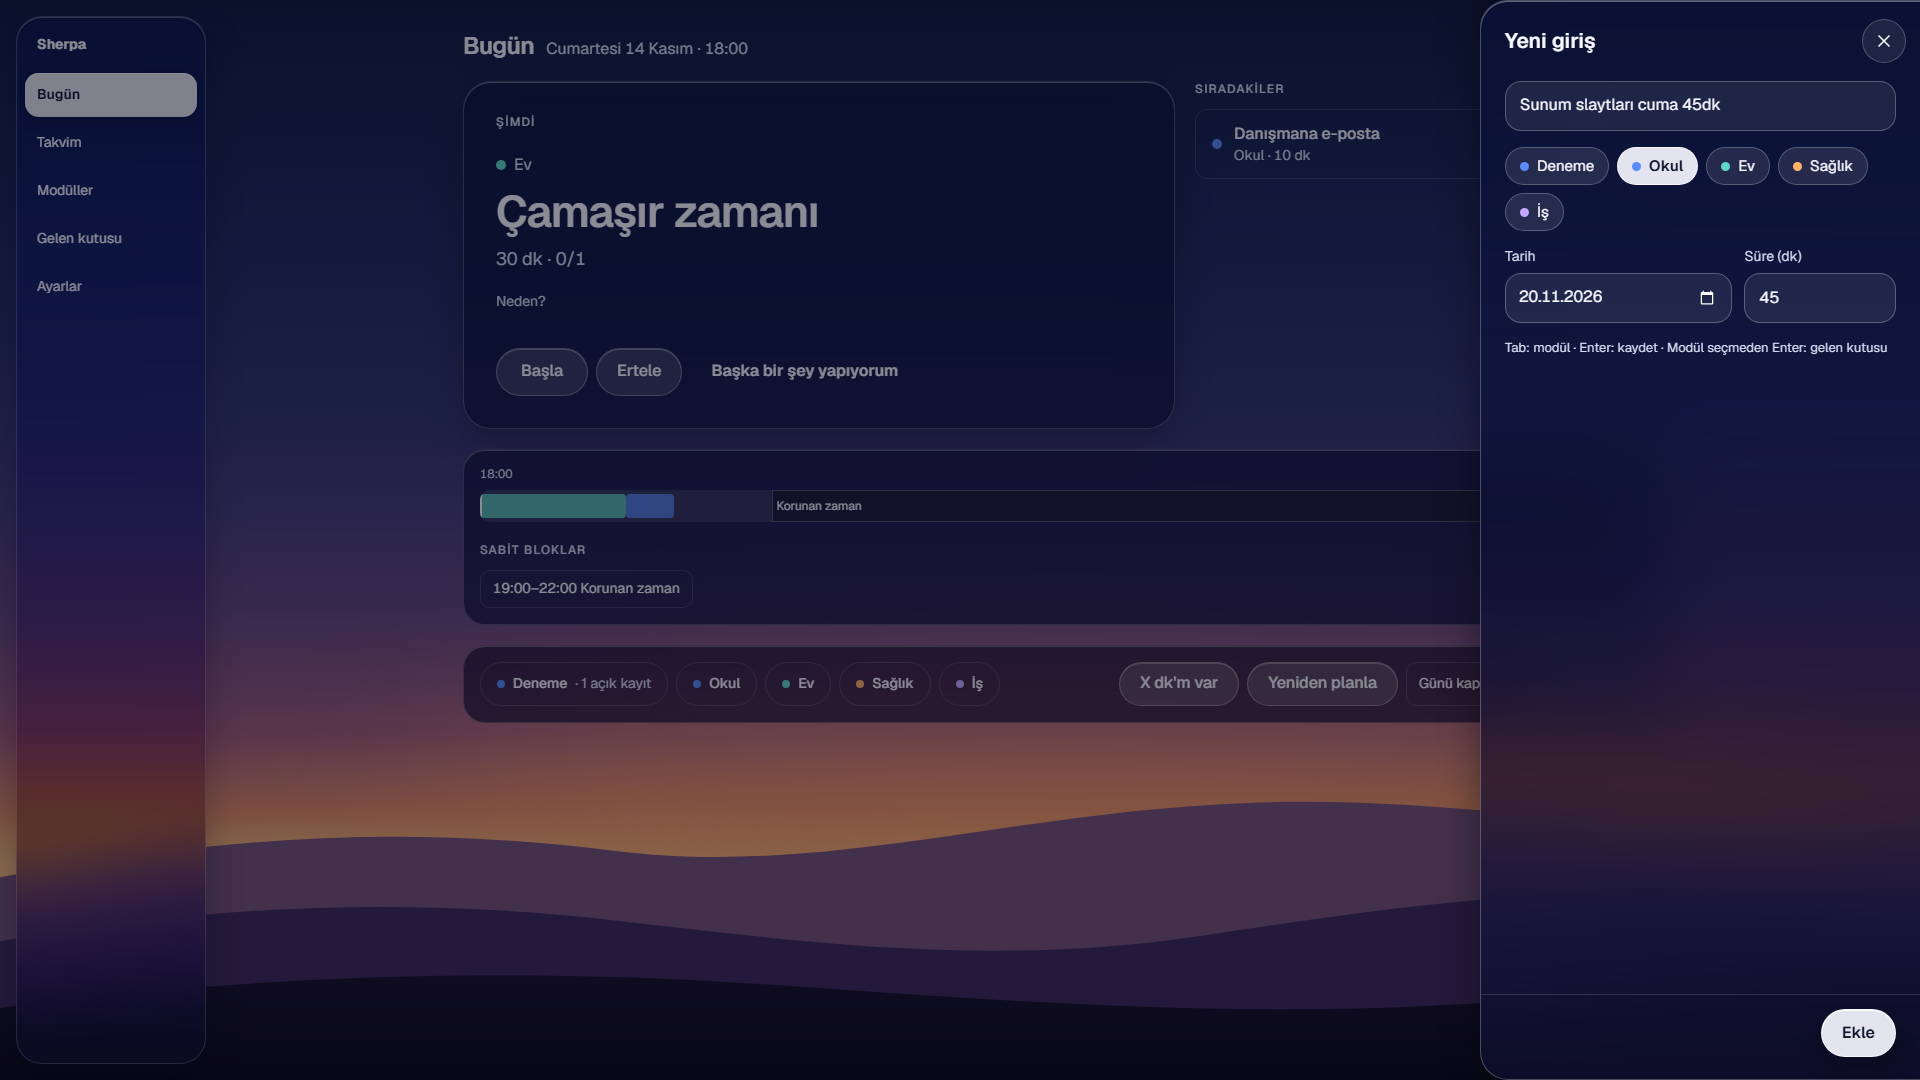 Sherpa
Bugün
Takvim
Modüller
Gelen kutusu
Ayarlar
Bugün Cumartesi 14 Kasım · 18:00
ŞİMDİ
Ev
Çamaşır zamanı
30 dk · 0/1
Neden?
Başla Ertele Başka bir şey yapıyorum
SIRADAKİLER
Danışmana e-posta
Okul · 10 dk
18:00
Korunan zaman
SABİT BLOKLAR
19:00–22:00 Korunan zaman
Deneme · 1 açık kayıt Okul Ev Sağlık İş X dk'm var Yeniden planla Günü kap
Yeni giriş
Sunum slaytları cuma 45dk
Deneme Okul Ev Sağlık
İş
Tarih Süre (dk)
20.11.2026 45
Tab: modül · Enter: kaydet · Modül seçmeden Enter: gelen kutusu
Ekle